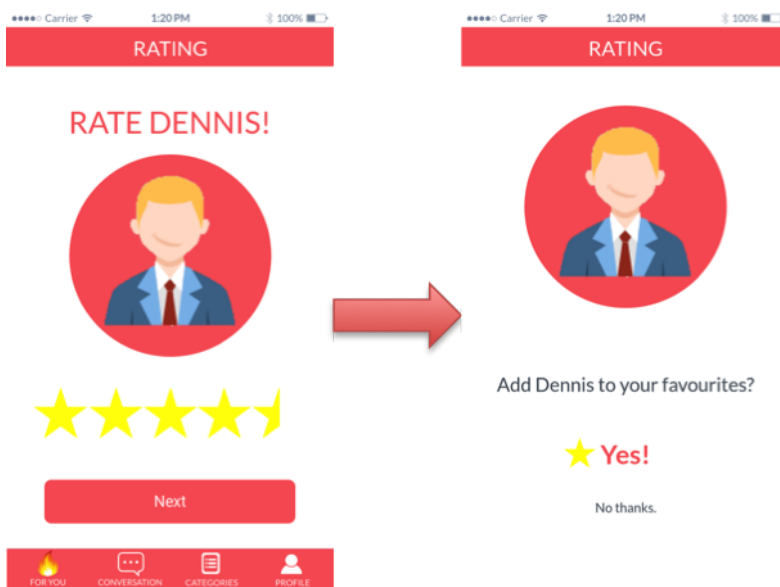 Carrier 1:20 PM 100%
RATING
RATE DENNIS!
Next
FOR YOU CONVERSATION CATEGORIES PROFILE
Carrier 1:20 PM 100%
RATING
Add Dennis to your favourites?
Yes!
No thanks.